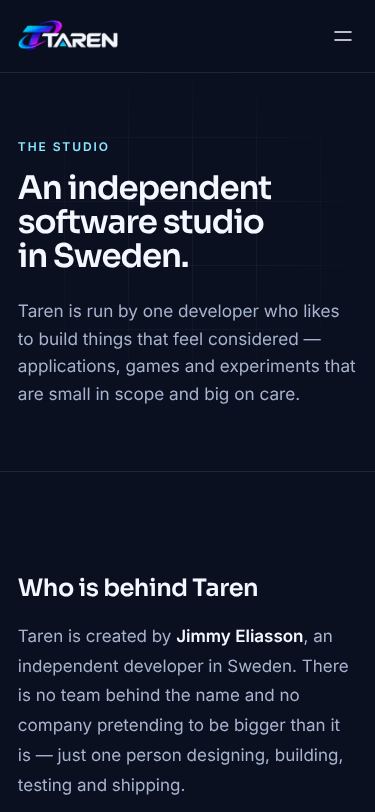 TAREN
THE STUDIO
An independent
software studio
in Sweden.
Taren is run by one developer who likes
to build things that feel considered —
applications, games and experiments that
are small in scope and big on care.
Who is behind Taren
Taren is created by Jimmy Eliasson, an
independent developer in Sweden. There
is no team behind the name and no
company pretending to be bigger than it
is — just one person designing, building,
testing and shipping.